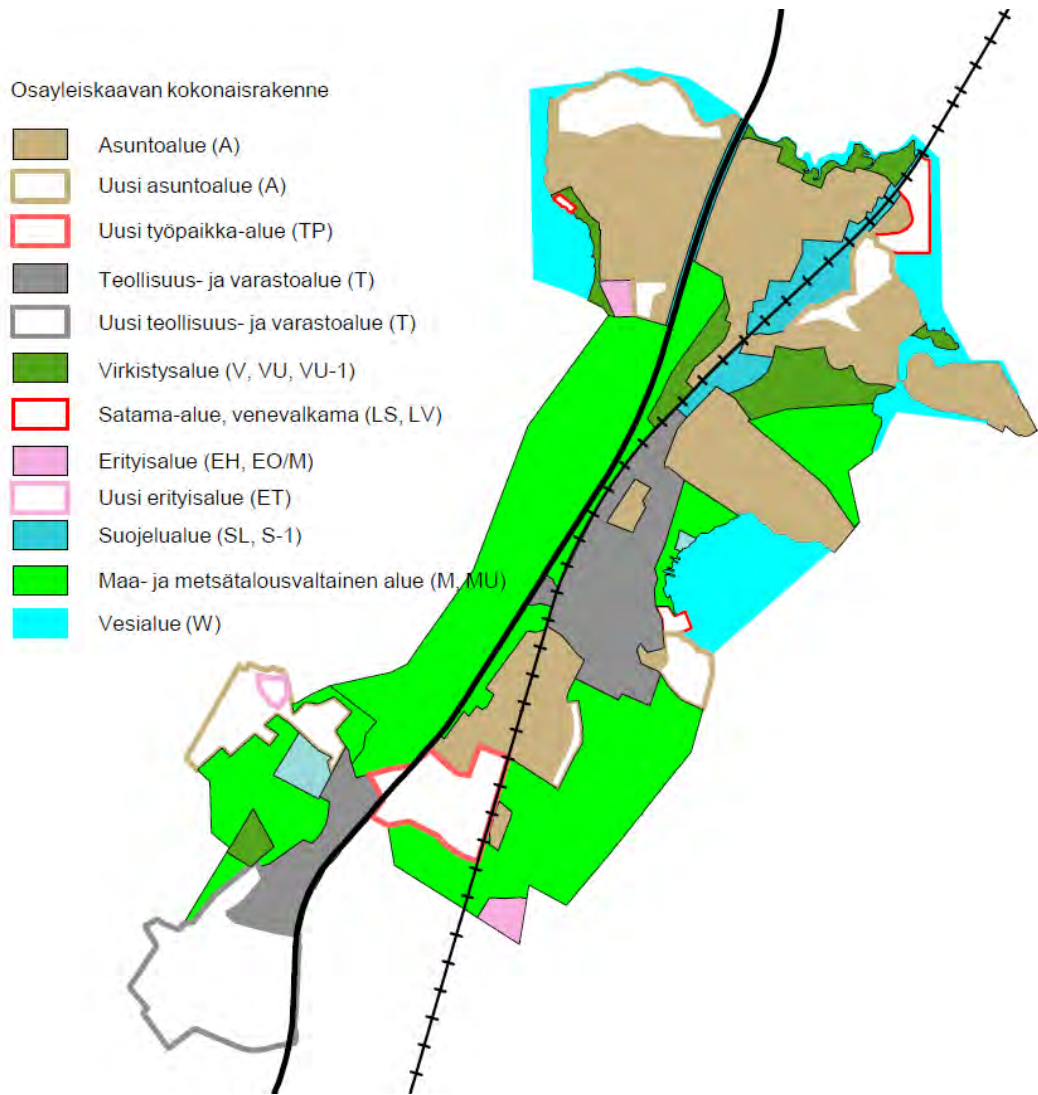 Osayleiskaavan kokonaisrakenne
Asuntoalue (A)
Uusi asuntoalue (A)
Uusi työpaikka-alue (TP)
Teollisuus- ja varastoalue (T)
Uusi teollisuus- ja varastoalue (T)
Virkistysalue (V, VU, VU-1)
Satama-alue, venevalkama (LS, LV)
Erityisalue (EH, EO/M)
Uusi erityisalue (ET)
Suojelualue (SL, S-1)
Maa- ja metsätalousvaltainen alue (M, MU)
Vesialue (W)